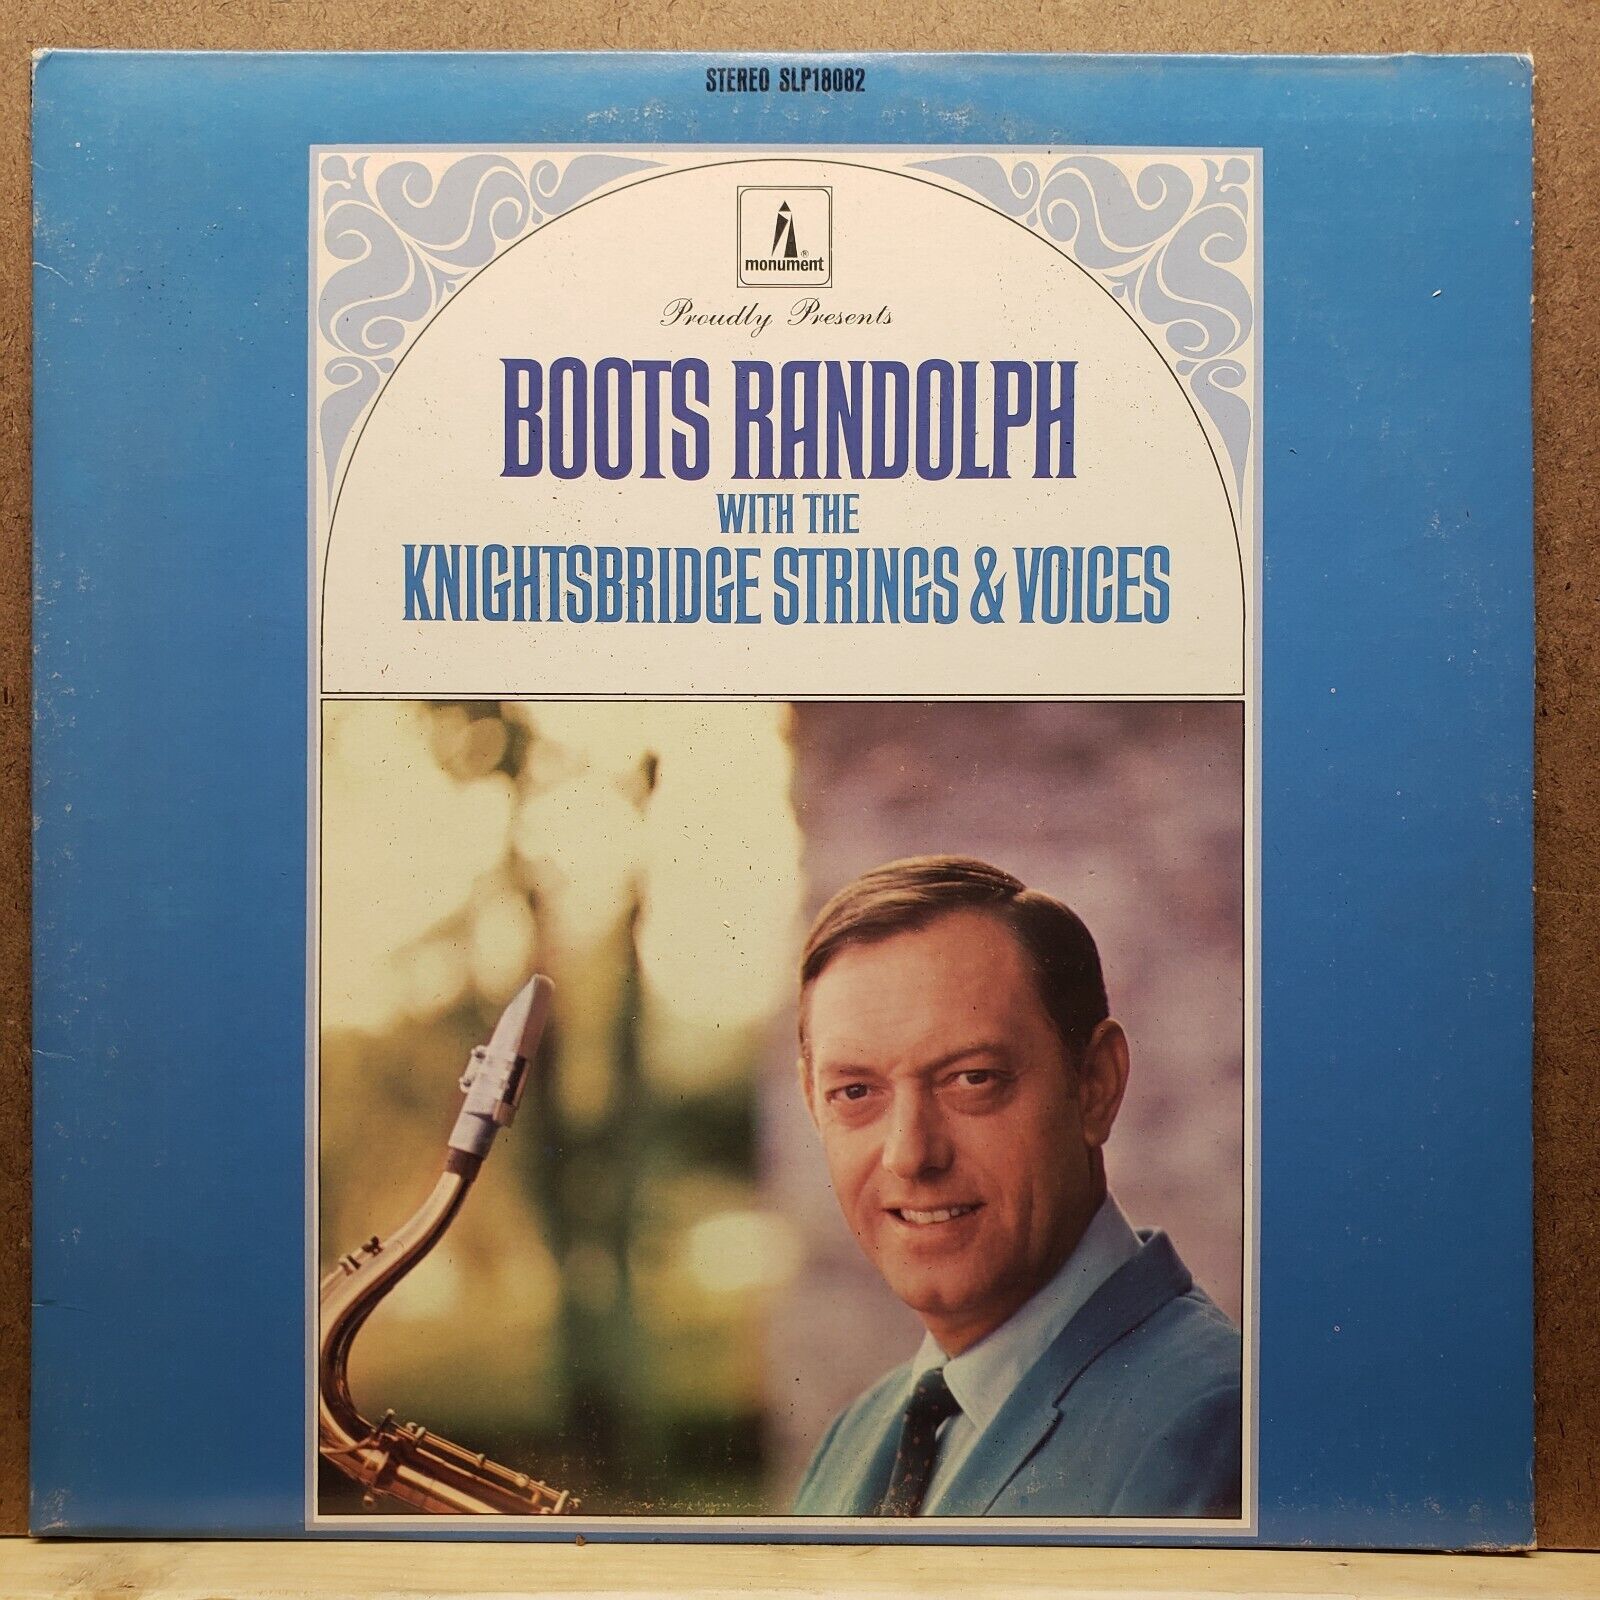 STEREO SLP18082
monument®
Proudly Presents
BOOTS RANDOLPH
WITH THE
KNIGHTSBRIDGE STRINGS & VOICES